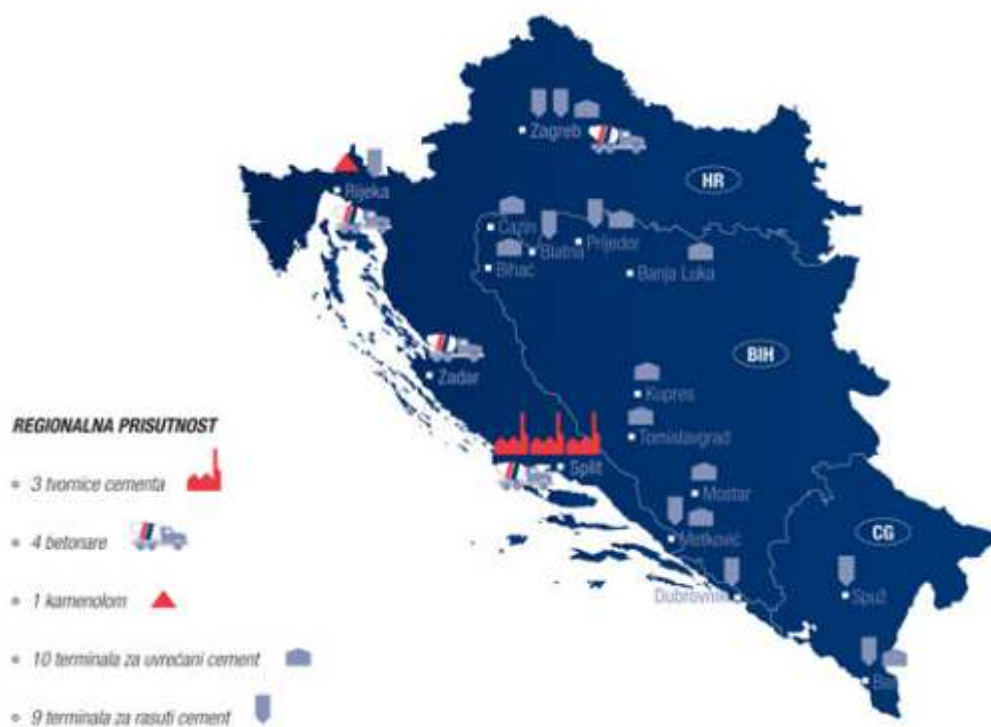 Zagreb
HR
Rijeka
Cazin
Blatna
Prijedor
Bihać
Banja Luka
BIH
Zadar
Kupres
REGIONALNA PRISUTNOST
Tomislavgrad
Split
• 3 tvornice cementa
Mostar
• 4 betonare
Metković
CG
Dubrovnik
Spuž
• 1 kamenolom
• 10 terminala za uvrećani cement
Bar
• 9 terminala za rasuti cement